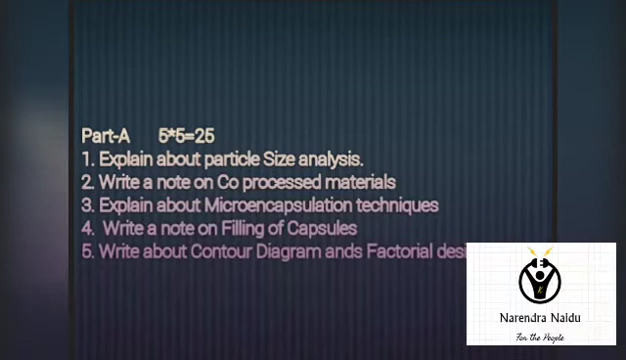 Part-A 5*5=25
1. Explain about particle Size analysis.
2. Write a note on Co processed materials
3. Explain about Microencapsulation techniques
4. Write a note on Filling of Capsules
5. Write about Contour Diagram ands Factorial desi
Narendra Naidu
For the People